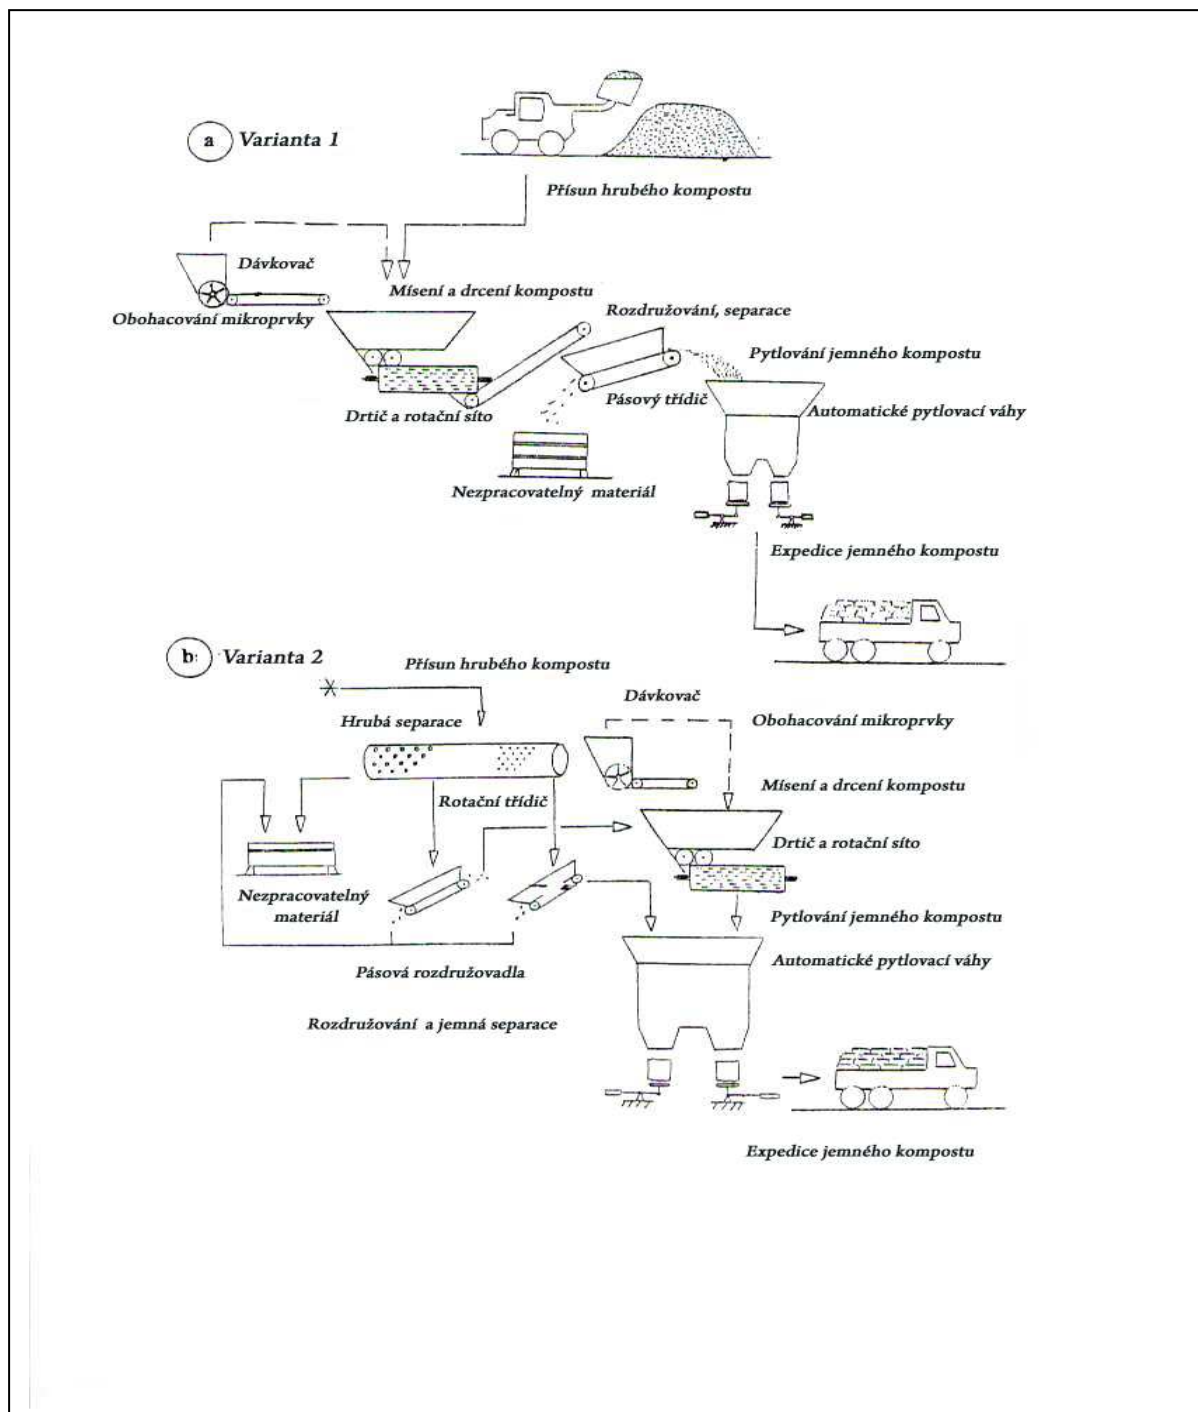 a Varianta 1
Přísun hrubého kompostu
Dávkovač
Mísení a drcení kompostu
Obohacování mikroprvky
Rozdružování, separace
Pytlování jemného kompostu
Pásový třídič
Automatické pytlovací váhy
Drtič a rotační síto
Nezpracovatelný materiál
Expedice jemného kompostu
b: Varianta 2
Přísun hrubého kompostu
Dávkovač
Hrubá separace
Obohacování mikroprvky
Mísení a drcení kompostu
Rotační třídič
Drtič a rotační síto
Nezpracovatelný
materiál
Pytlování jemného kompostu
Automatické pytlovací váhy
Pásová rozdružovadla
Rozdružování a jemná separace
Expedice jemného kompostu